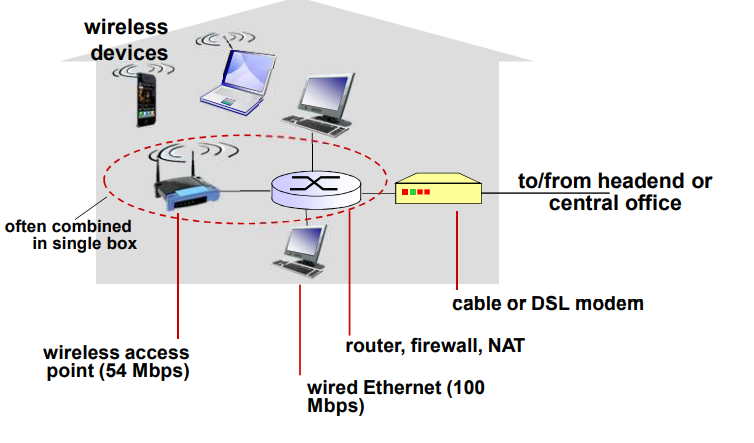 wireless
devices
to/from headend or
central office
often combined
in single box
cable or DSL modem
router, firewall, NAT
wireless access
point (54 Mbps)
wired Ethernet (100
Mbps)